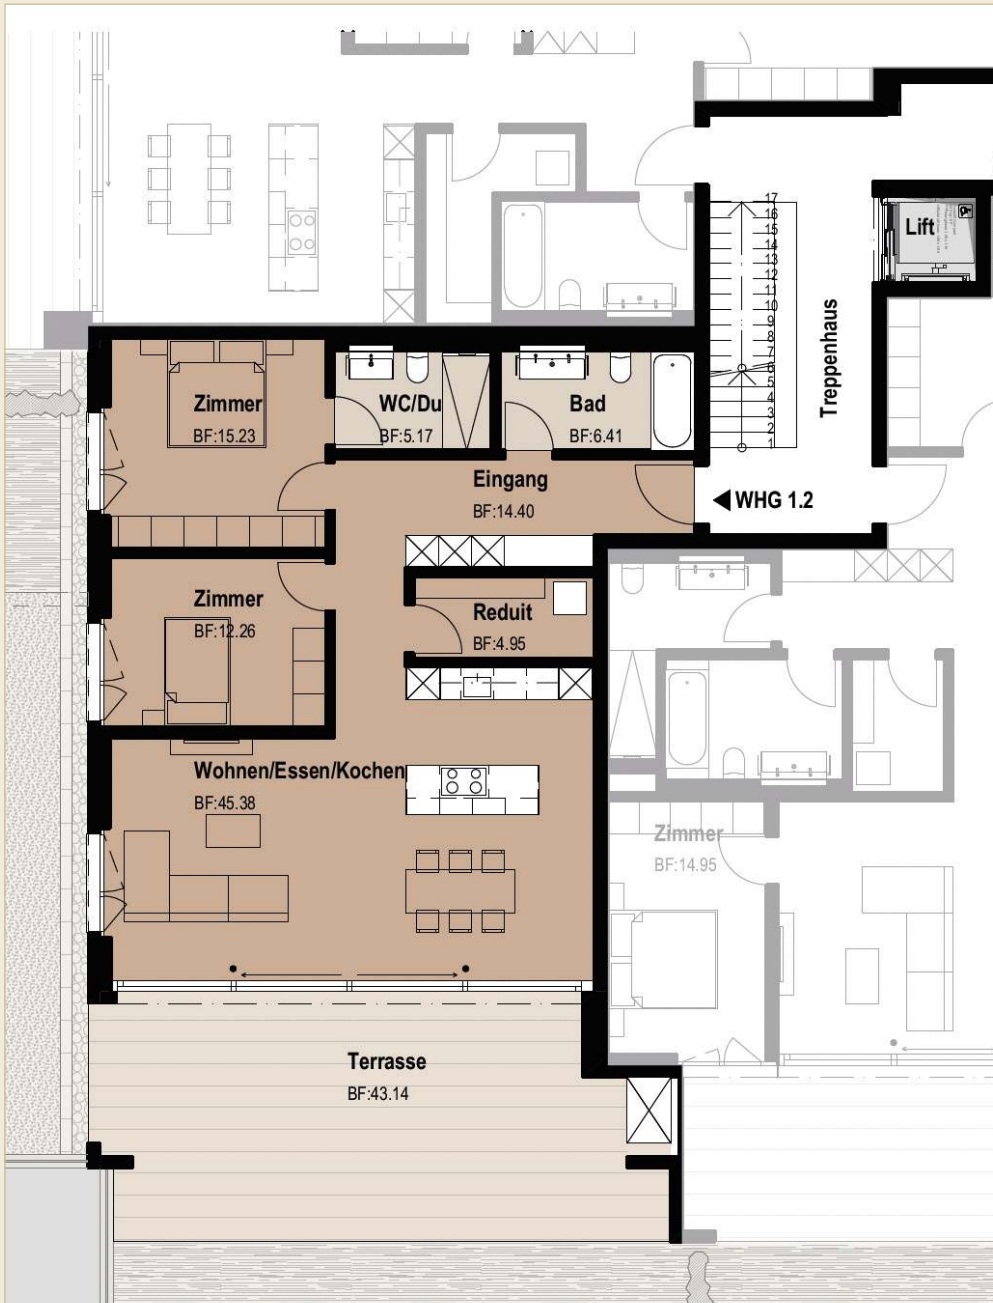 17
16
15
14
13
12
11
10
9
8
7
6
5
4
3
2
1
Lift
Treppenhaus
Zimmer
BF:15.23
WC/Du
BF:5.17
Bad
BF:6.41
Eingang
BF:14.40
WHG 1.2
Zimmer
BF:12.26
Reduit
BF:4.95
Wohnen/Essen/Kochen
BF:45.38
Zimmer
BF:14.95
Terrasse
BF:43.14